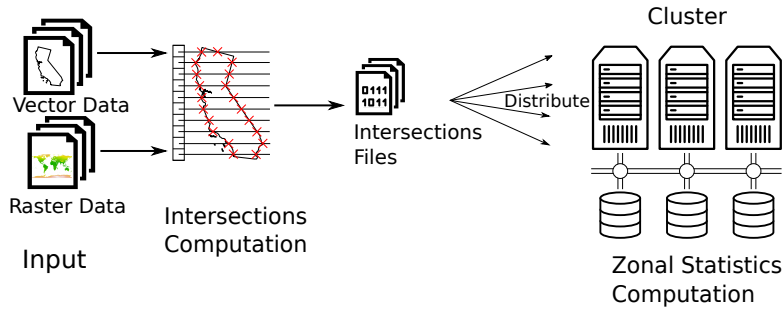 Vector Data
Raster Data
Input
Intersections
Computation
0111
1011
Intersections
Files
Distribute
Cluster
Zonal Statistics
Computation